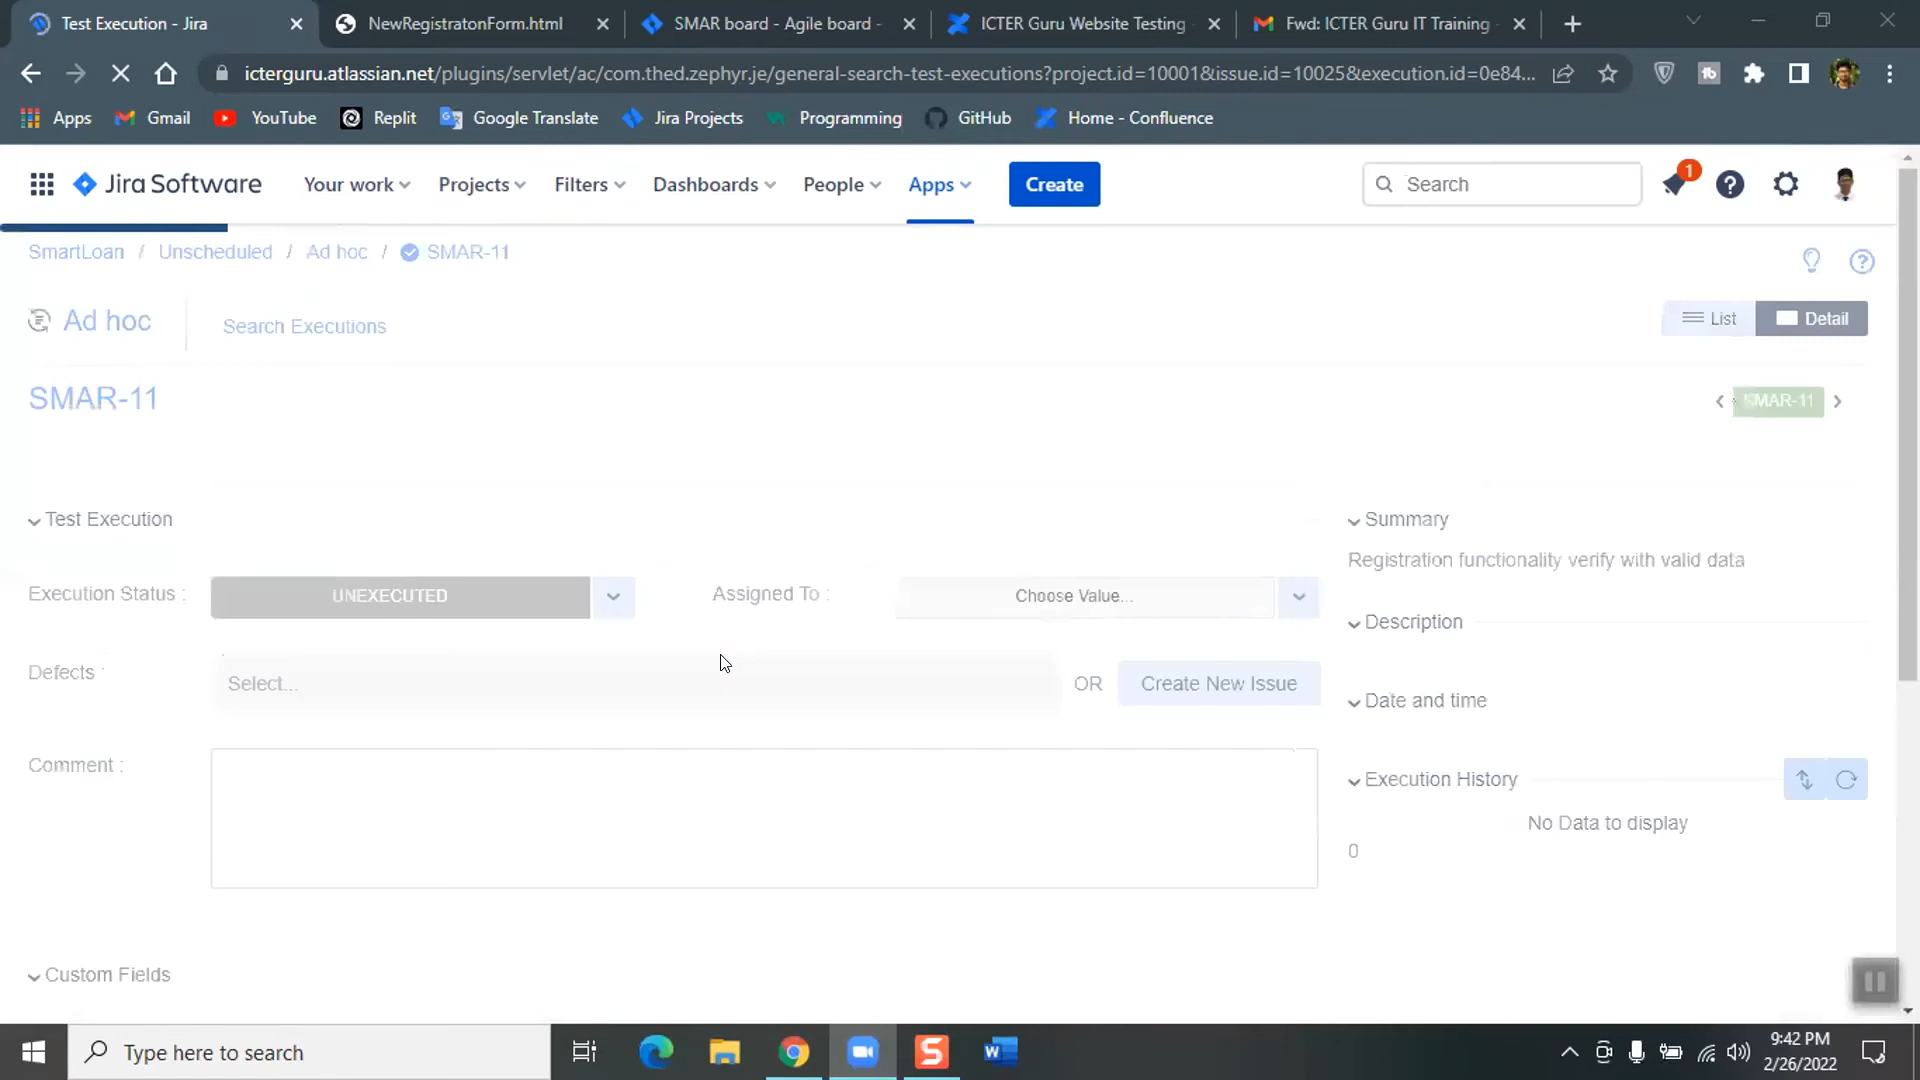 Test Execution - Jira
NewRegistratonForm.html
SMAR board - Agile board -
ICTER Guru Website Testing
Fwd: ICTER Guru IT Training
icterguru.atlassian.net/plugins/servlet/ac/com.thed.zephyr.je/general-search-test-executions?project.id=10001&issue.id=10025&execution.id=0e84...
Apps
Gmail
YouTube
Replit
Google Translate
Jira Projects
Programming
GitHub
Home - Confluence
Jira Software
Your work
Projects
Filters
Dashboards
People
Apps
Create
Search
1
SmartLoan / Unscheduled / Ad hoc / SMAR-11
Ad hoc
Search Executions
List
Detail
SMAR-11
SMAR-11
Test Execution
Execution Status :
UNEXECUTED
Assigned To :
Choose Value...
Defects :
Select...
OR
Create New Issue
Comment :
Custom Fields
Summary
Registration functionality verify with valid data
Description
Date and time
Execution History
No Data to display
0
Type here to search
9:42 PM
2/26/2022